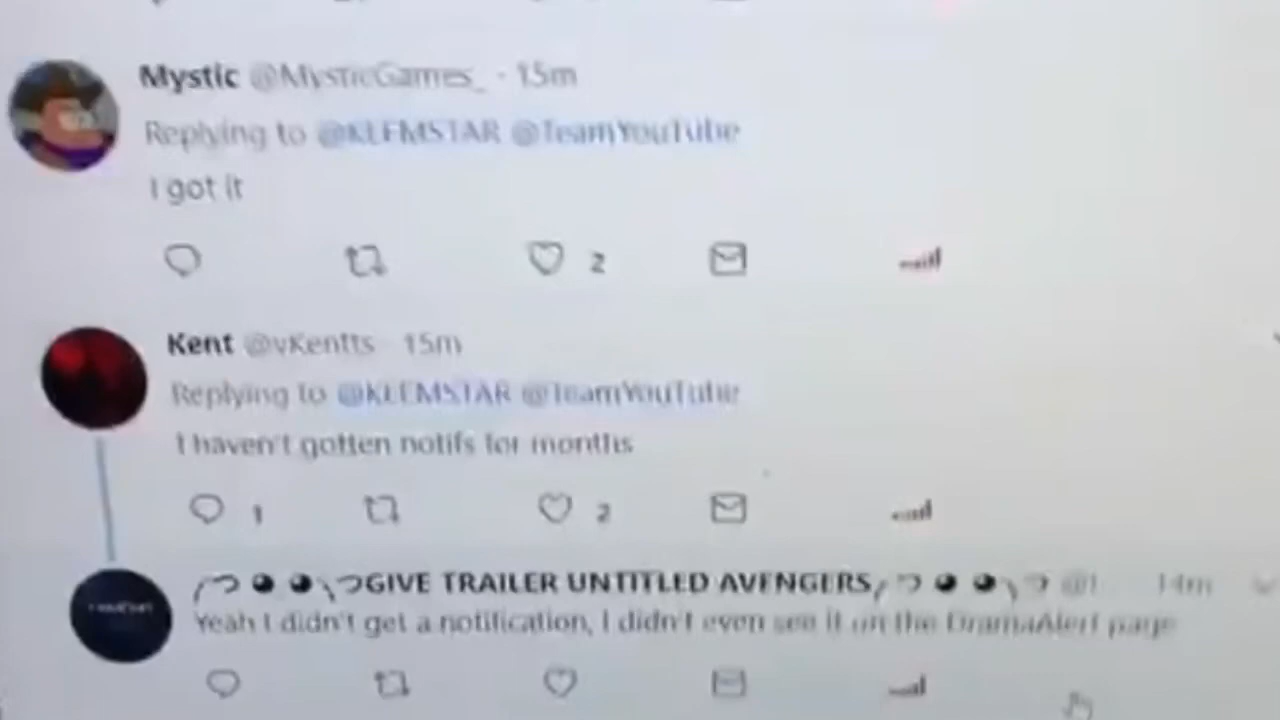 Mystic @MysticGames_ · 15m
Replying to @KEEMSTAR @TeamYouTube
I got it
2
Kent @vKentts · 15m
Replying to @KEEMSTAR @TeamYouTube
I haven't gotten notifs for months
1 2
GIVE TRAILER UNTITLED AVENGERS 14m
Yeah I didn't get a notification, I didn't even see it on the DramaAlert page